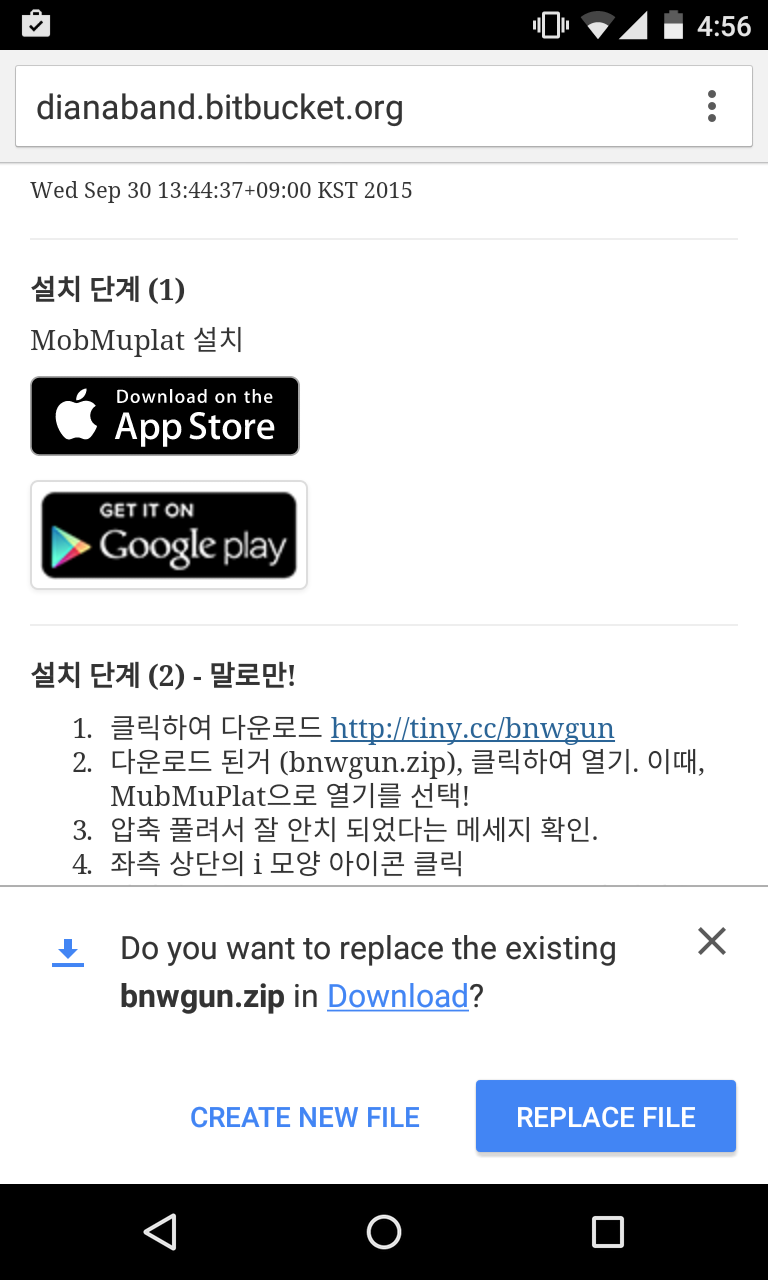 4:56
dianaband.bitbucket.org
Wed Sep 30 13:44:37+09:00 KST 2015
설치 단계 (1)
MobMuplat 설치
Download on the
App Store
GET IT ON
Google play
설치 단계 (2) - 말로만!
1. 클릭하여 다운로드 http://tiny.cc/bnwgun
2. 다운로드 된거 (bnwgun.zip), 클릭하여 열기. 이때,
MubMuPlat으로 열기를 선택!
3. 압축 풀려서 잘 안치 되었다는 메세지 확인.
4. 좌측 상단의 i 모양 아이콘 클릭
Do you want to replace the existing
bnwgun.zip in Download?
CREATE NEW FILE
REPLACE FILE